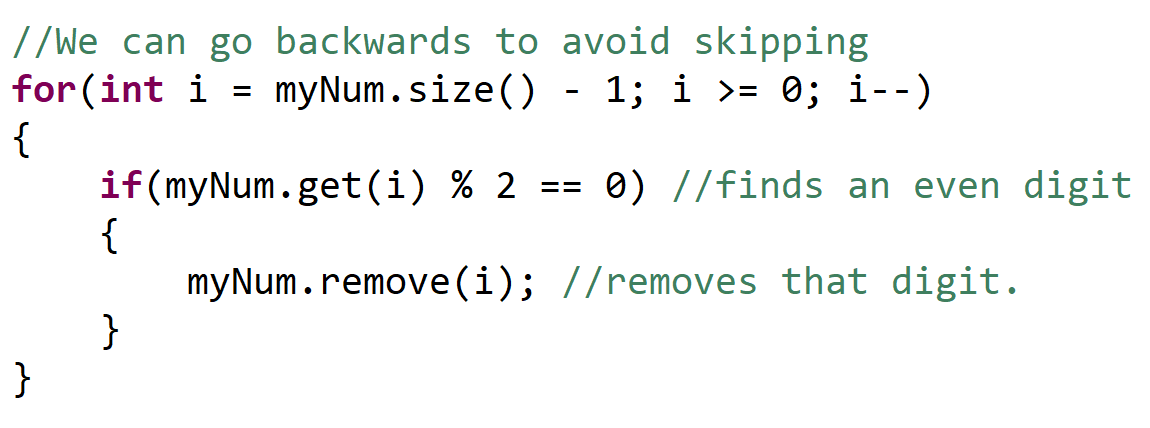 //We can go backwards to avoid skipping
for(int i = myNum.size() - 1; i >= 0; i--)
{
    if(myNum.get(i) % 2 == 0) //finds an even digit
    {
        myNum.remove(i); //removes that digit.
    }
}